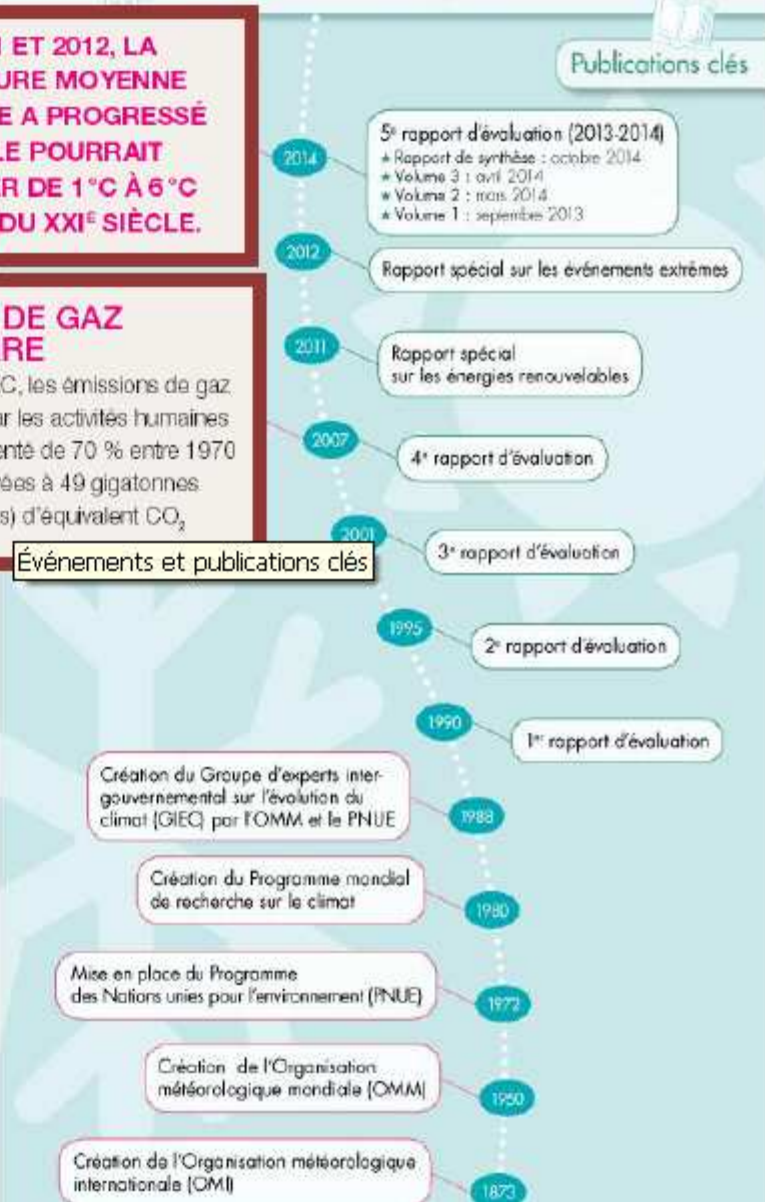 Publications clés
ET 2012, LA
URE MOYENNE
E A PROGRESSÉ
LE POURRAIT
R DE 1°C À 6°C
DU XXIE SIÈCLE.
2014
5e rapport d'évaluation (2013-2014)
★ Rapport de synthèse : octobre 2014
★ Volume 3 : avril 2014
★ Volume 2 : mars 2014
★ Volume 1 : septembre 2013
2012
Rapport spécial sur les événements extrêmes
DE GAZ
RE
C, les émissions de gaz
ar les activités humaines
enté de 70 % entre 1970
ées à 49 gigatonnes
s) d'équivalent CO2
2011
Rapport spécial
sur les énergies renouvelables
2007
4e rapport d'évaluation
2001
3e rapport d'évaluation
Événements et publications clés
1995
2e rapport d'évaluation
1990
1er rapport d'évaluation
Création du Groupe d'experts inter-
gouvernemental sur l'évolution du
climat (GIEC) par l'OMM et le PNUE
1988
Création du Programme mondial
de recherche sur le climat
1980
Mise en place du Programme
des Nations unies pour l'environnement (PNUE)
1972
Création de l'Organisation
météorologique mondiale (OMM)
1950
Création de l'Organisation météorologique
internationale (OMI)
1873